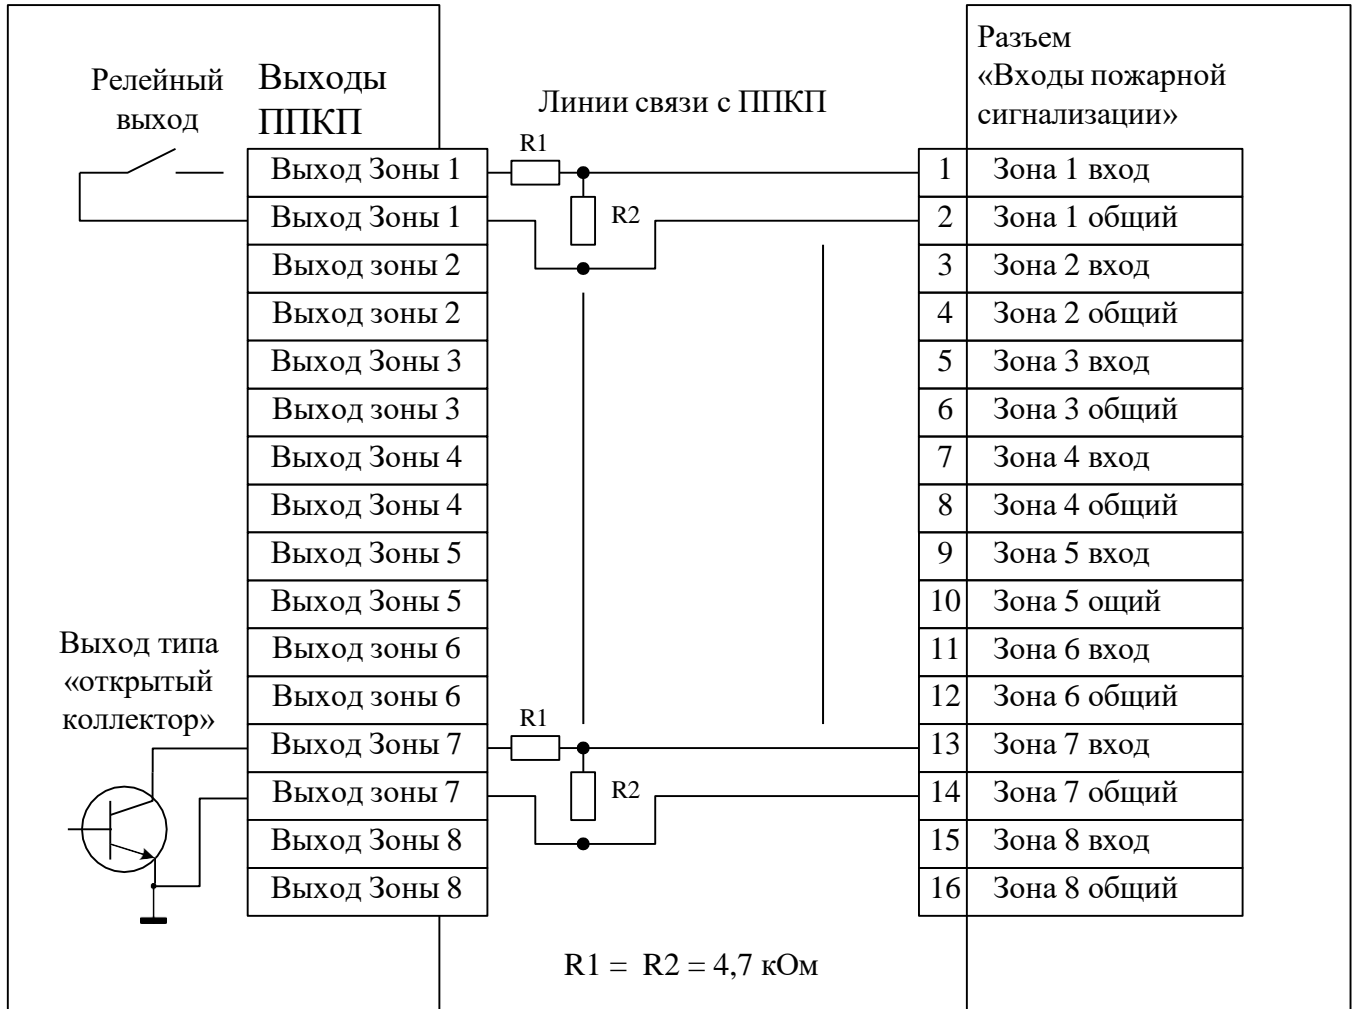 Релейный
выход
Выходы
ППКП
Линии связи с ППКП
Разъем
«Входы пожарной
сигнализации»
R1
Выход Зоны 1
1 Зона 1 вход
Выход Зоны 1
R2
2 Зона 1 общий
Выход зоны 2
3 Зона 2 вход
Выход зоны 2
4 Зона 2 общий
Выход Зоны 3
5 Зона 3 вход
Выход зоны 3
6 Зона 3 общий
Выход Зоны 4
7 Зона 4 вход
Выход Зоны 4
8 Зона 4 общий
Выход Зоны 5
9 Зона 5 вход
Выход Зоны 5
10 Зона 5 ощий
Выход типа
«открытый
коллектор»
Выход зоны 6
11 Зона 6 вход
Выход зоны 6
12 Зона 6 общий
R1
Выход Зоны 7
13 Зона 7 вход
Выход зоны 7
R2
14 Зона 7 общий
Выход Зоны 8
15 Зона 8 вход
Выход Зоны 8
16 Зона 8 общий
R1 = R2 = 4,7 кОм